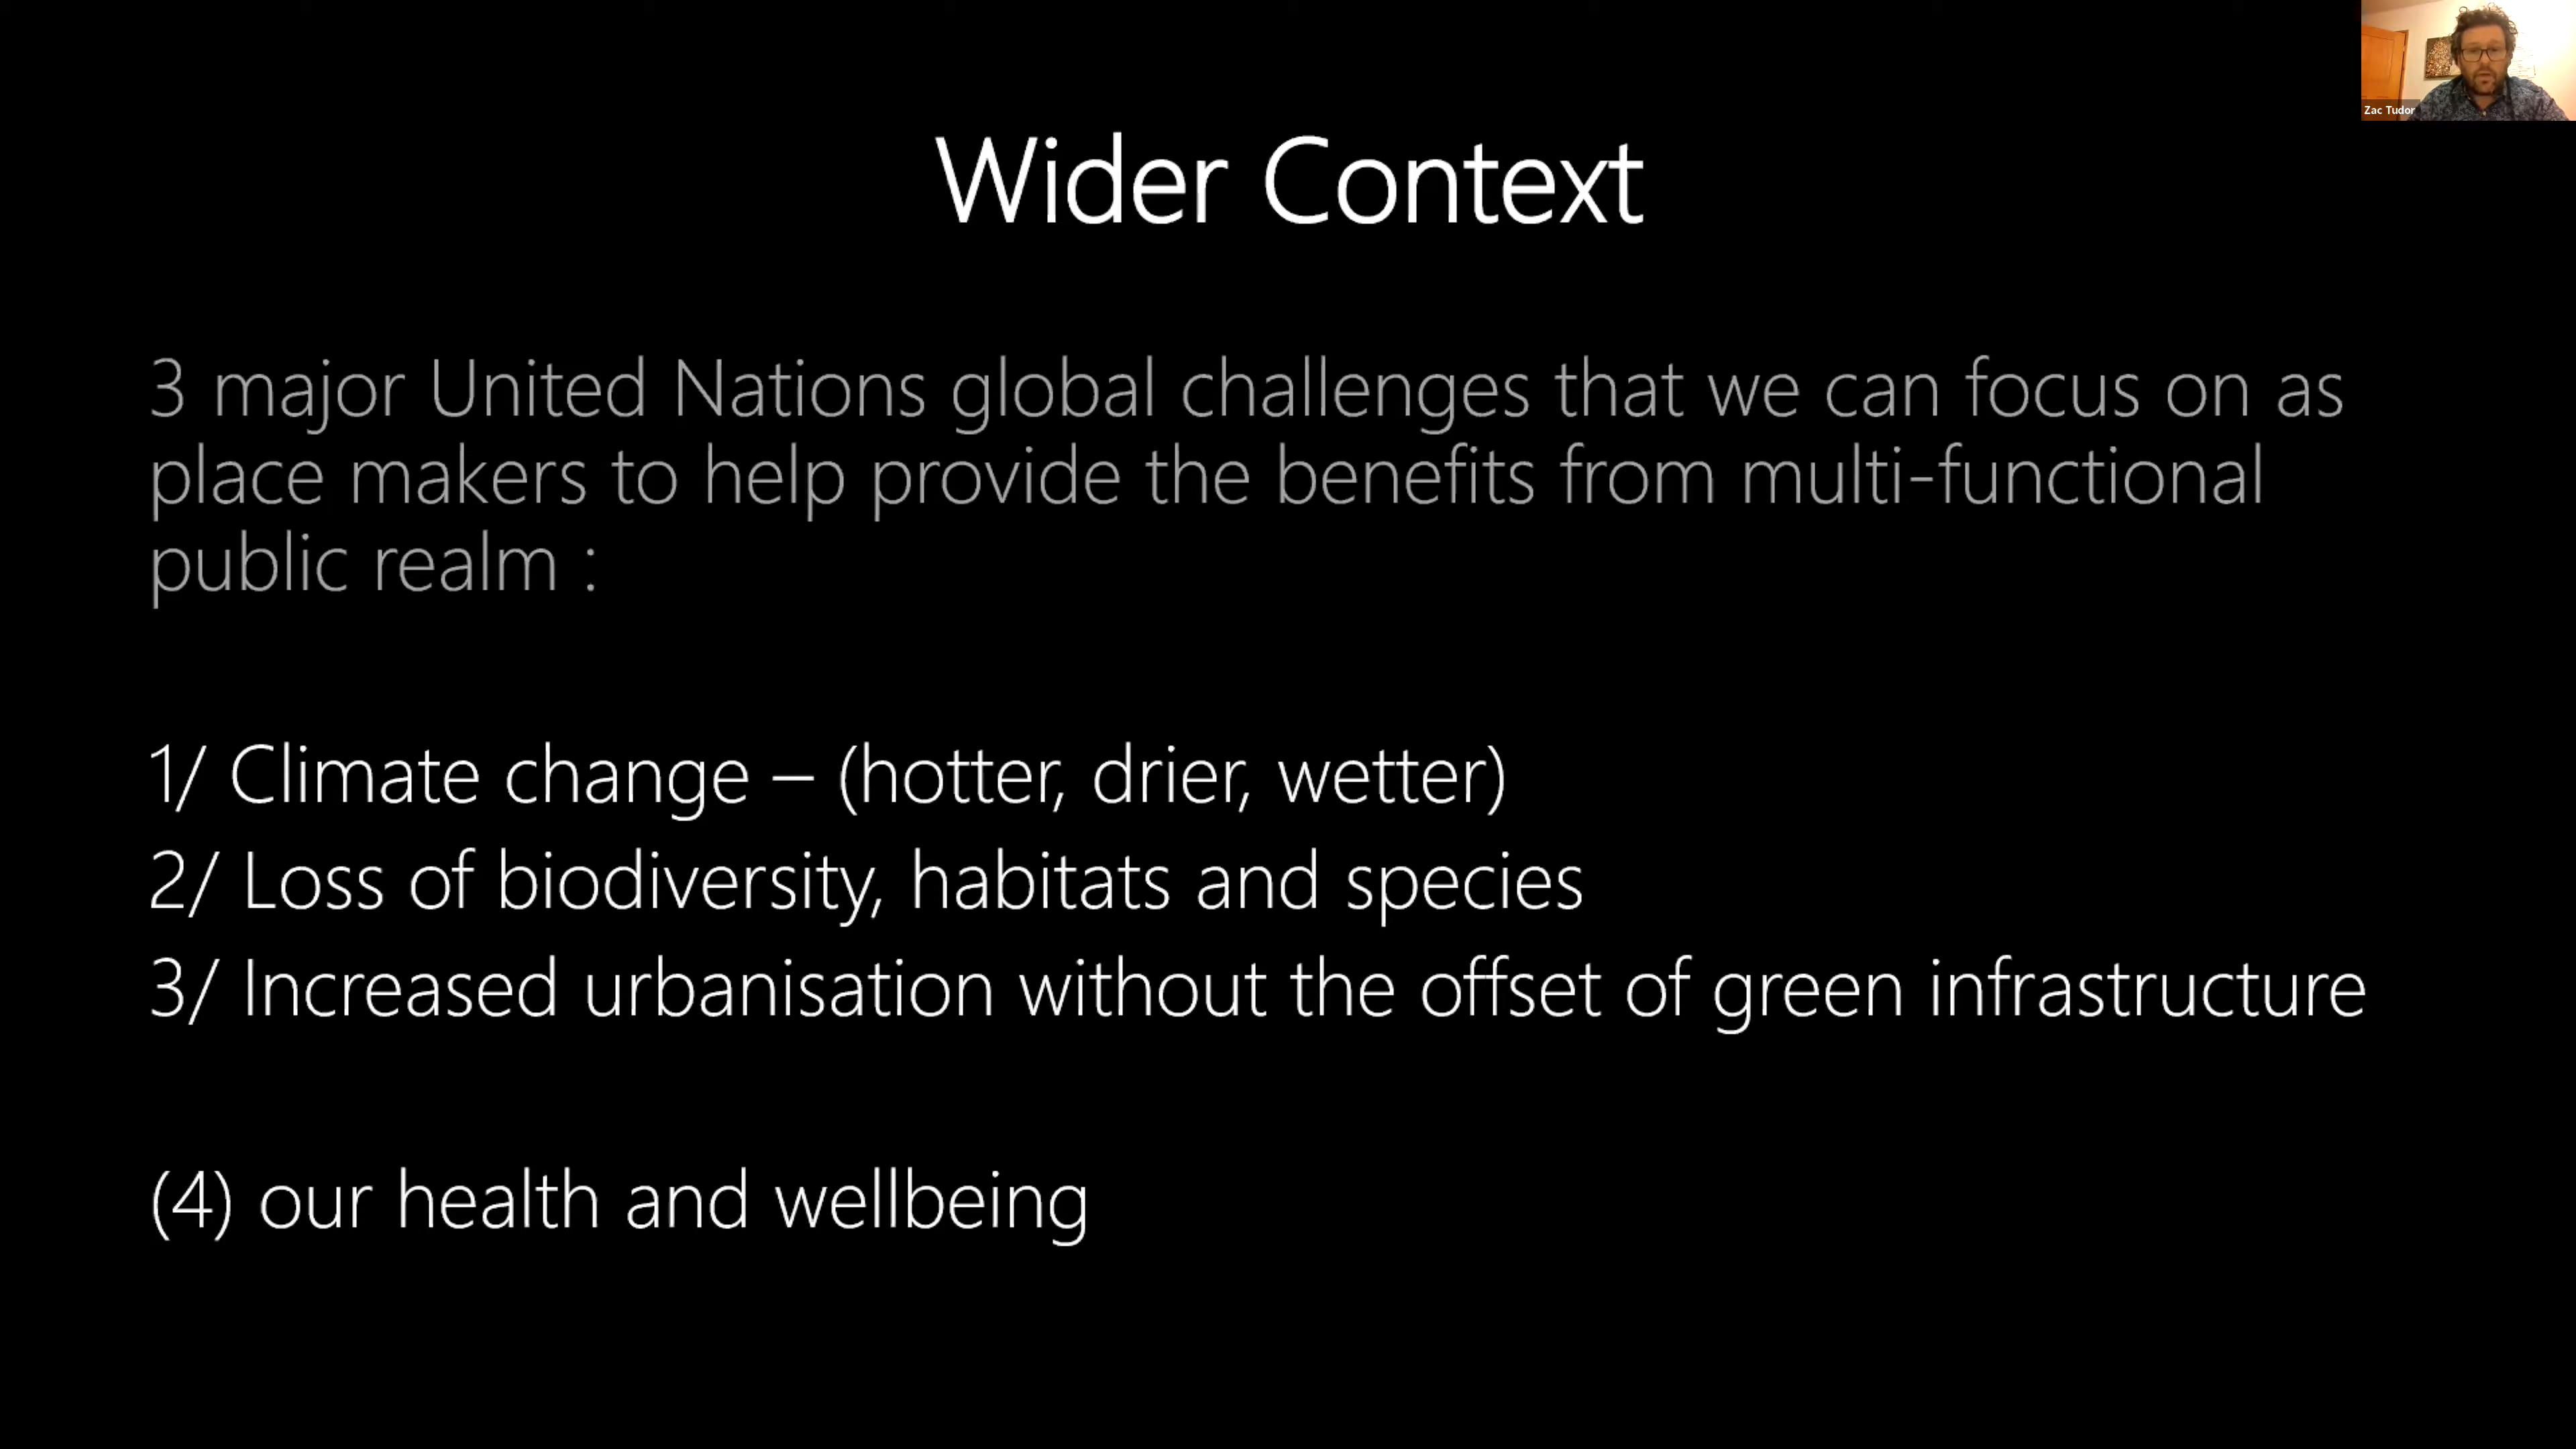 Zac Tudor
Wider Context
3 major United Nations global challenges that we can focus on as
place makers to help provide the benefits from multi-functional
public realm :
1/ Climate change – (hotter, drier, wetter)
2/ Loss of biodiversity, habitats and species
3/ Increased urbanisation without the offset of green infrastructure
(4) our health and wellbeing